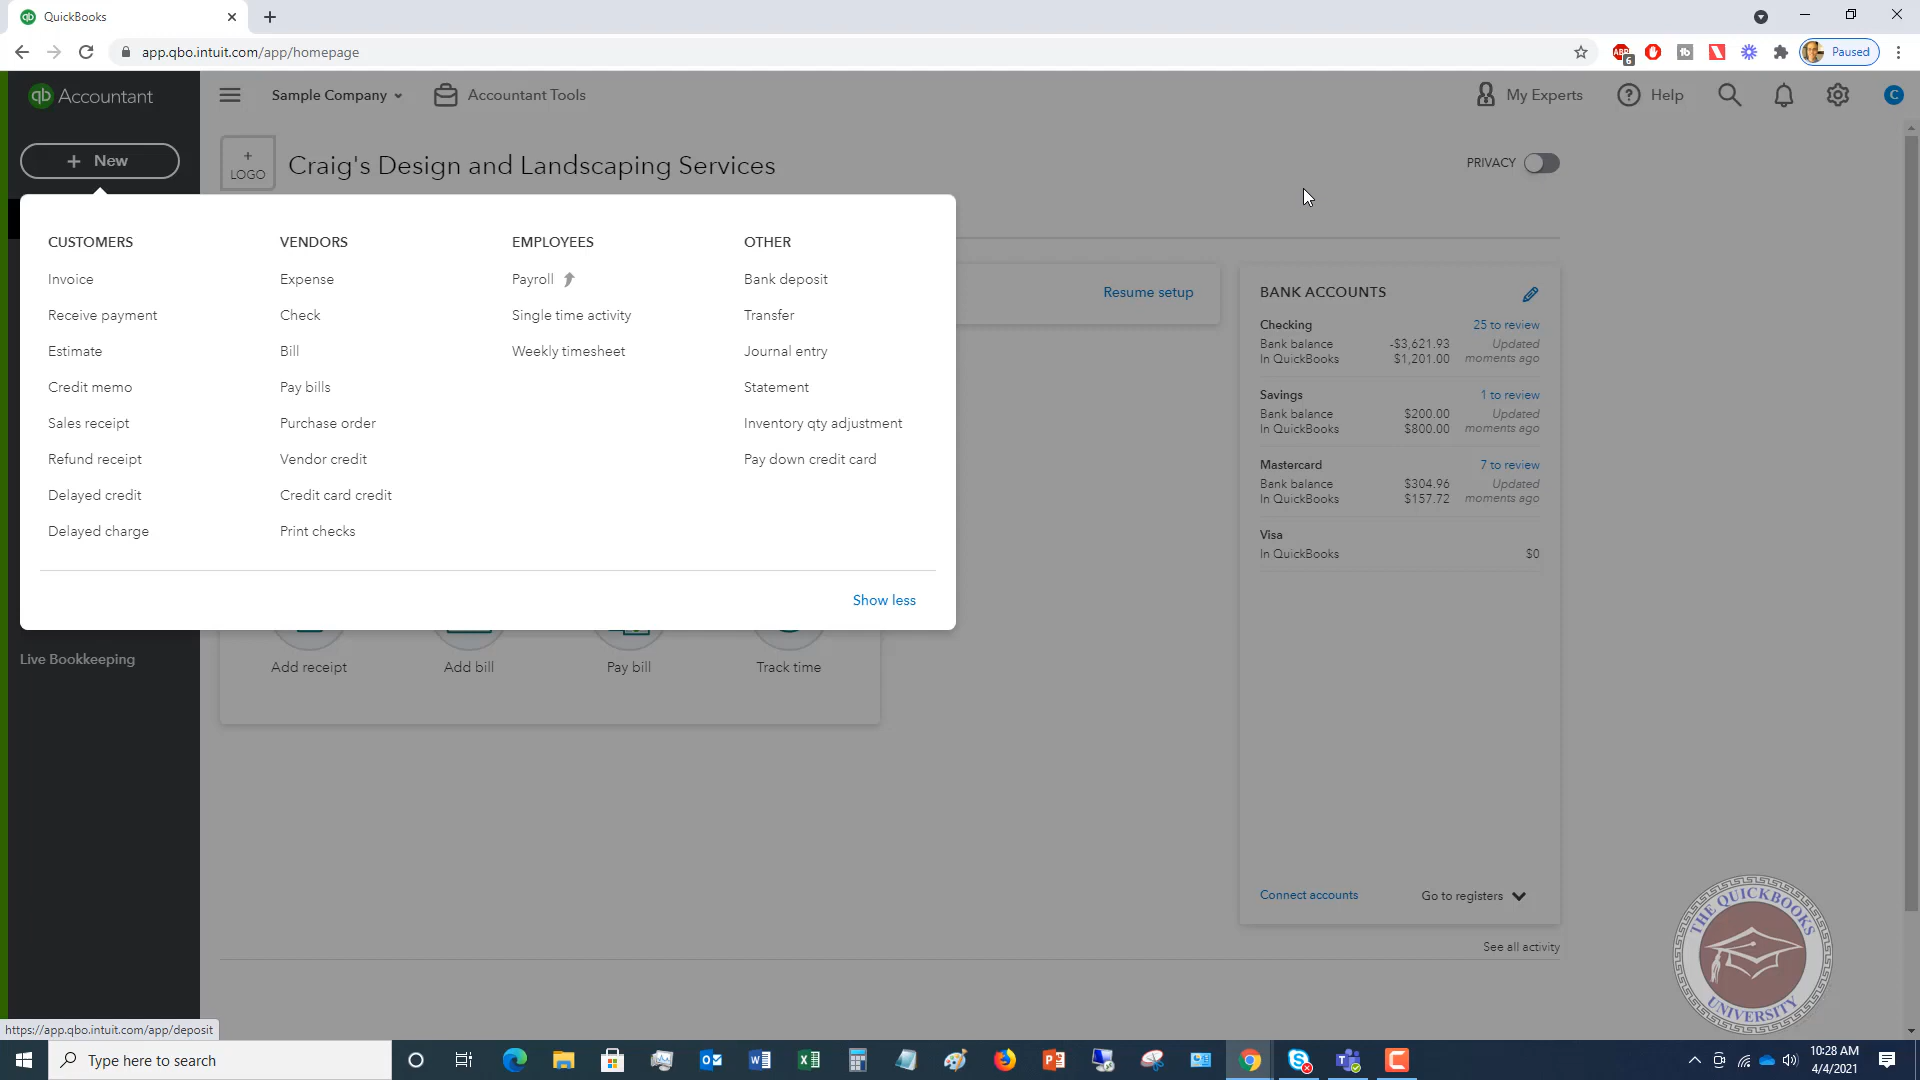 QuickBooks
app.qbo.intuit.com/app/homepage
ABP
6
tb
Paused
qb Accountant
Sample Company
Accountant Tools
My Experts
Help
C
+ New
+
LOGO
Craig's Design and Landscaping Services
PRIVACY
CUSTOMERS
Invoice
Receive payment
Estimate
Credit memo
Sales receipt
Refund receipt
Delayed credit
Delayed charge
VENDORS
Expense
Check
Bill
Pay bills
Purchase order
Vendor credit
Credit card credit
Print checks
EMPLOYEES
Payroll
Single time activity
Weekly timesheet
OTHER
Bank deposit
Transfer
Journal entry
Statement
Inventory qty adjustment
Pay down credit card
Show less
Resume setup
BANK ACCOUNTS
Checking 25 to review
Bank balance -$3,621.93 Updated
In QuickBooks $1,201.00 moments ago
Savings 1 to review
Bank balance $200.00 Updated
In QuickBooks $800.00 moments ago
Mastercard 7 to review
Bank balance $304.96 Updated
In QuickBooks $157.72 moments ago
Visa
In QuickBooks $0
Connect accounts Go to registers
See all activity
Live Bookkeeping
Add receipt
Add bill
Pay bill
Track time
THE QUICKBOOKS
UNIVERSITY
https://app.qbo.intuit.com/app/deposit
Type here to search
10:28 AM
4/4/2021